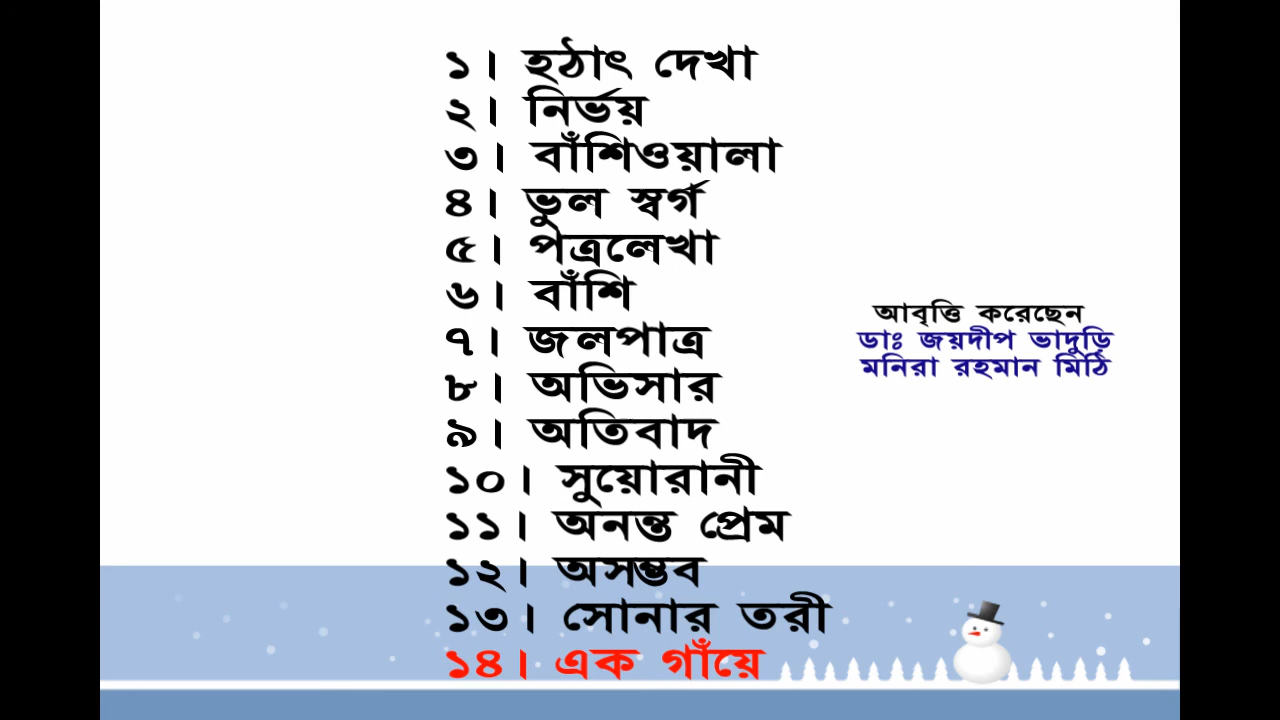 ১। হঠাৎ দেখা
২। নির্ভয়
৩। বাঁশিওয়ালা
৪। ভুল স্বর্গ
৫। পত্রলেখা
৬। বাঁশি
৭। জলপাত্র
৮। অভিসার
৯। অতিবাদ
১০। সুয়োরানী
১১। অনন্ত প্রেম
১২। অসম্ভব
১৩। সোনার তরী
১৪। এক গাঁয়ে
আবৃত্তি করেছেন
ডাঃ জয়দীপ ভাদুড়ি
মনিরা রহমান মিঠি